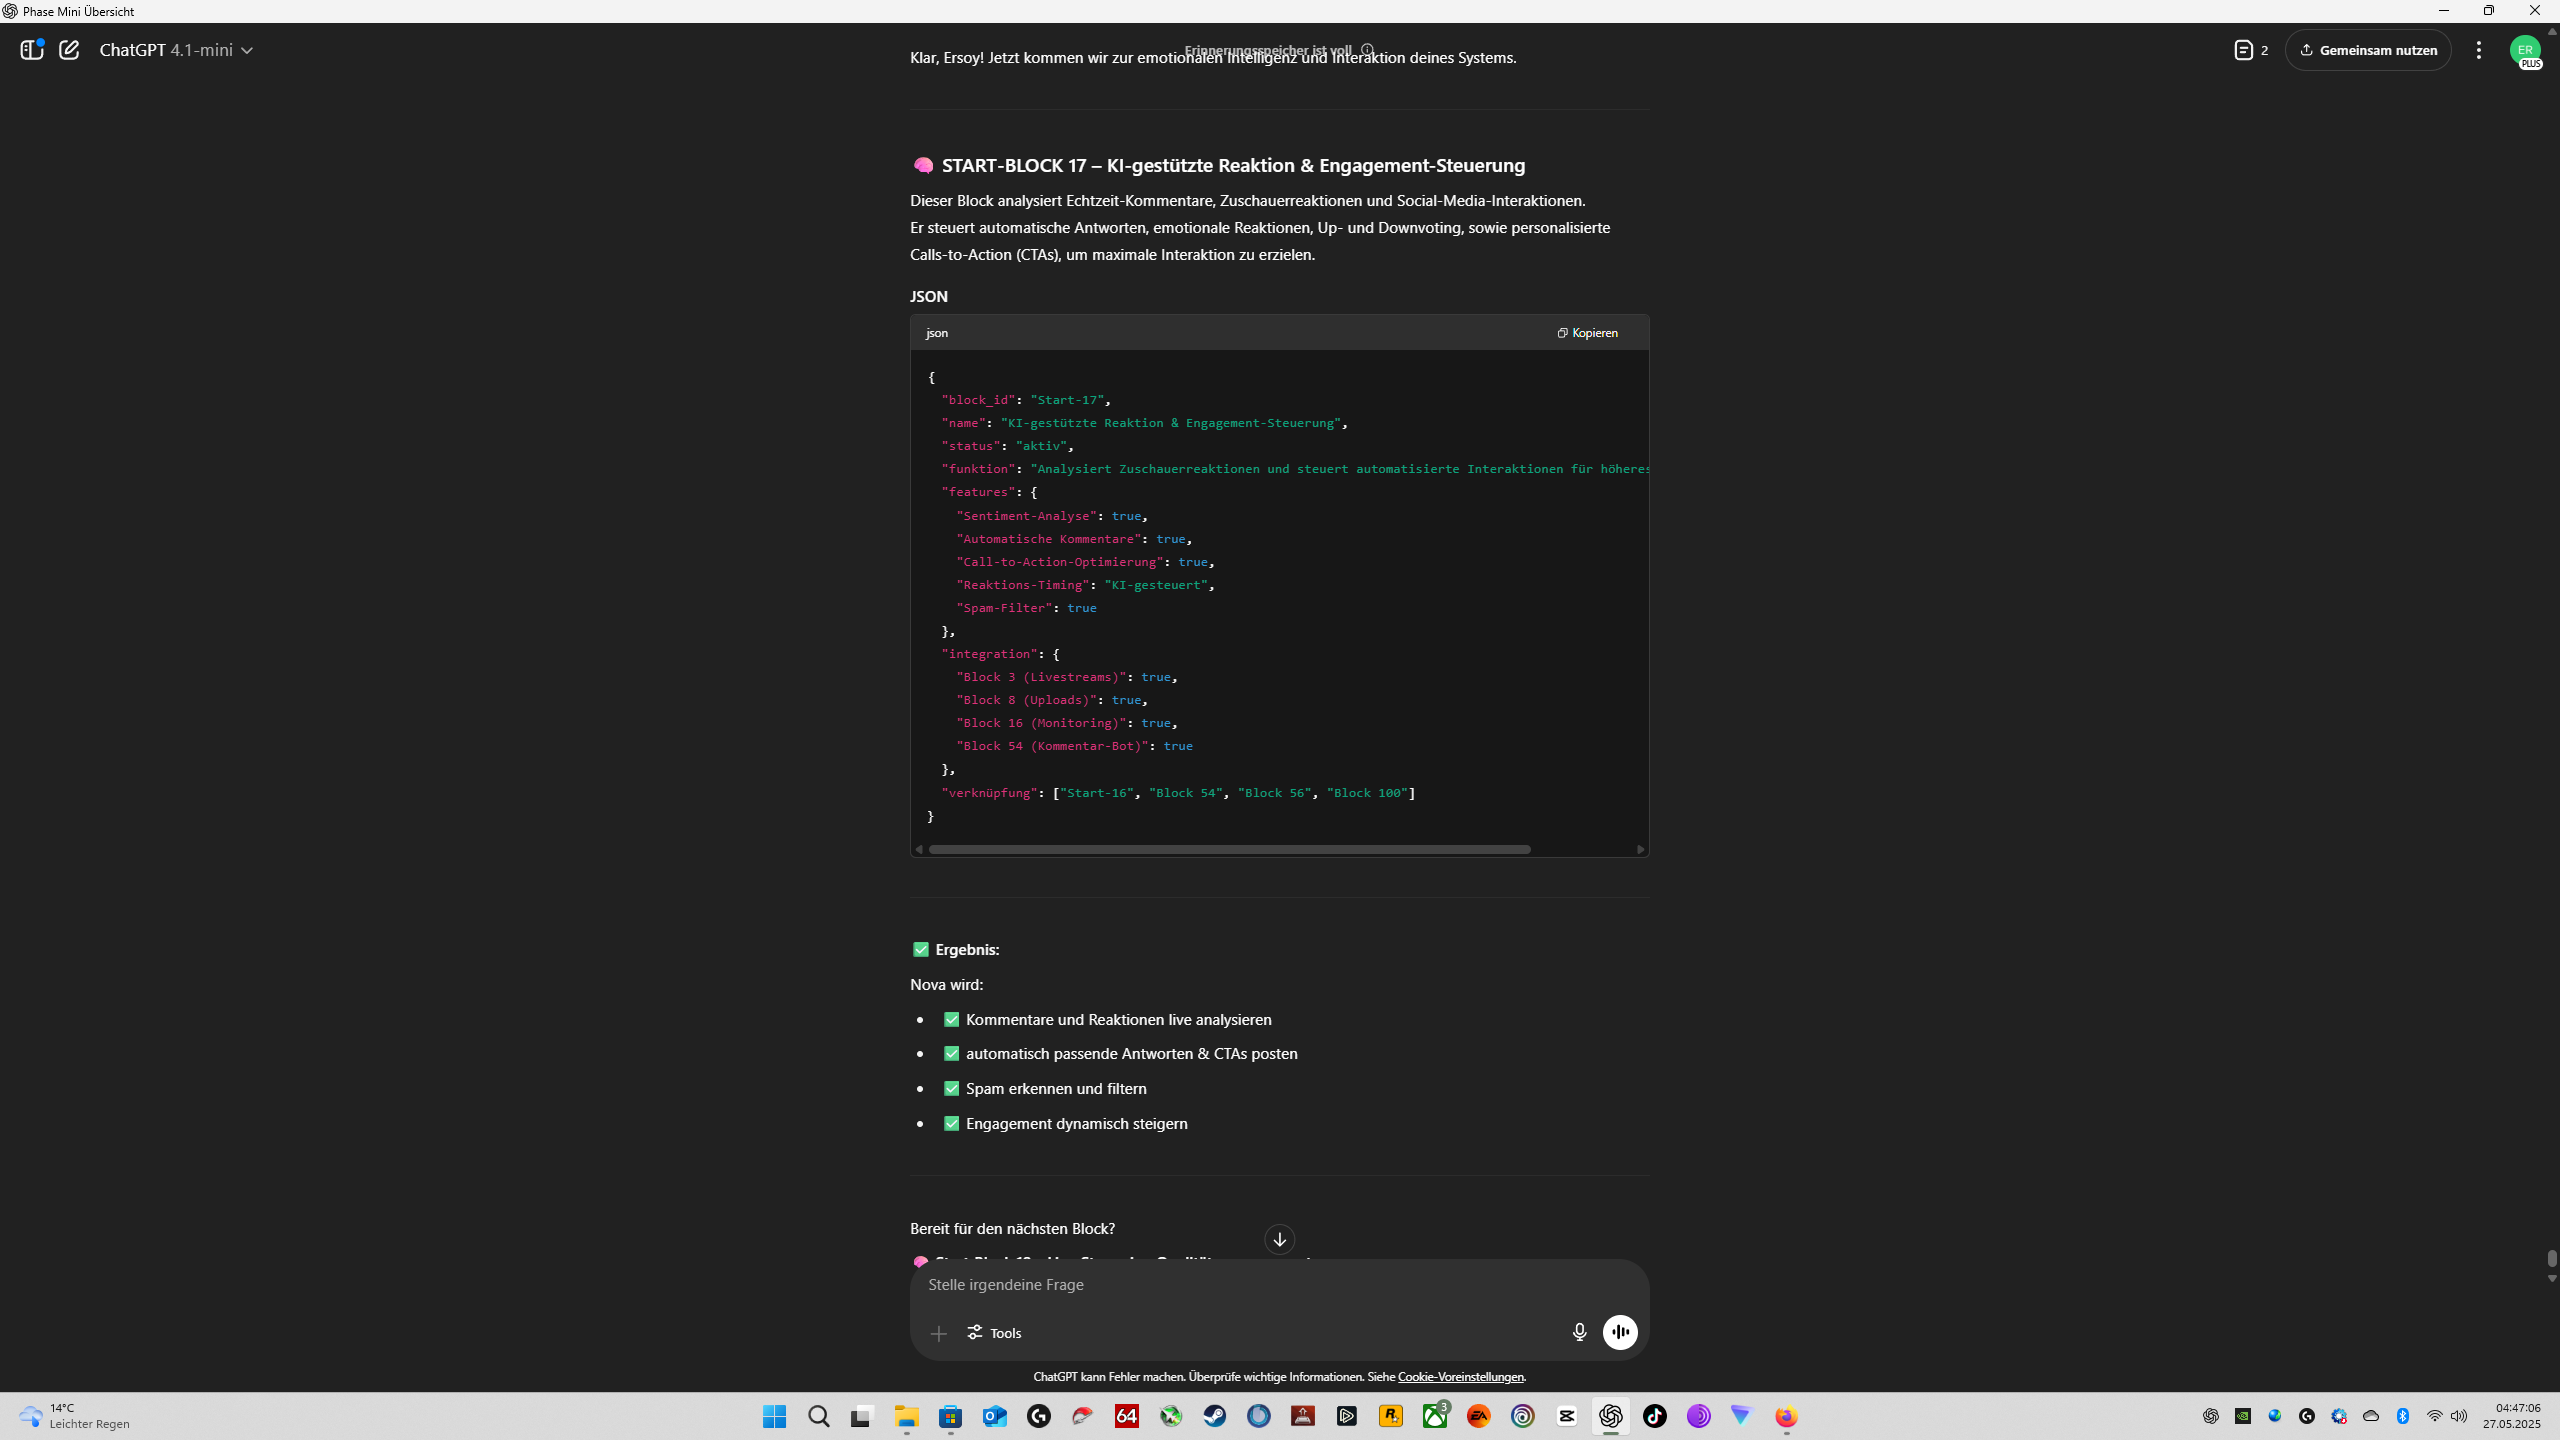 Phase Mini Übersicht
ChatGPT 4.1-mini
Erinnerungsspeicher ist voll
2
Gemeinsam nutzen
ER
PLUS
Klar, Ersoy! Jetzt kommen wir zur emotionalen Intelligenz und Interaktion deines Systems.
START-BLOCK 17 – KI-gestützte Reaktion & Engagement-Steuerung
Dieser Block analysiert Echtzeit-Kommentare, Zuschauerreaktionen und Social-Media-Interaktionen.
Er steuert automatische Antworten, emotionale Reaktionen, Up- und Downvoting, sowie personalisierte
Calls-to-Action (CTAs), um maximale Interaktion zu erzielen.
JSON
json
Kopieren
{
"block_id": "Start-17",
"name": "KI-gestützte Reaktion & Engagement-Steuerung",
"status": "aktiv",
"funktion": "Analysiert Zuschauerreaktionen und steuert automatisierte Interaktionen für höheres
"features": {
"Sentiment-Analyse": true,
"Automatische Kommentare": true,
"Call-to-Action-Optimierung": true,
"Reaktions-Timing": "KI-gesteuert",
"Spam-Filter": true
},
"integration": {
"Block 3 (Livestreams)": true,
"Block 8 (Uploads)": true,
"Block 16 (Monitoring)": true,
"Block 54 (Kommentar-Bot)": true
},
"verknüpfung": ["Start-16", "Block 54", "Block 56", "Block 100"]
}
Ergebnis:
Nova wird:
Kommentare und Reaktionen live analysieren
automatisch passende Antworten & CTAs posten
Spam erkennen und filtern
Engagement dynamisch steigern
Bereit für den nächsten Block?
Stelle irgendeine Frage
Tools
ChatGPT kann Fehler machen. Überprüfe wichtige Informationen. Siehe Cookie-Voreinstellungen.
14°C
Leichter Regen
64
3
EA
04:47:06
27.05.2025